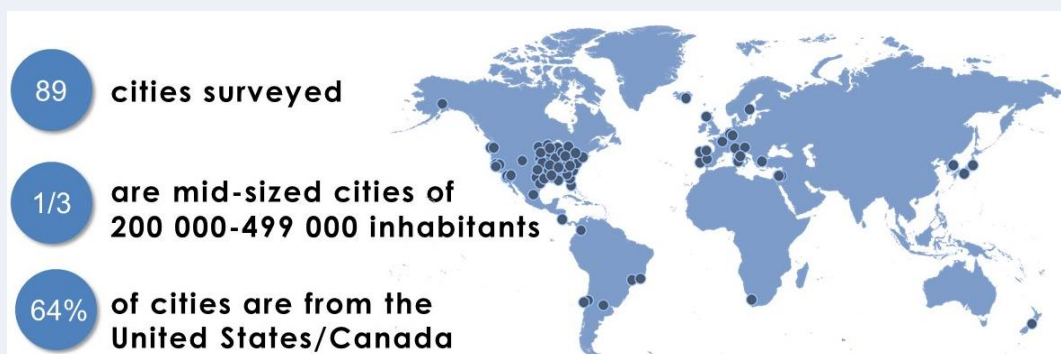 89
cities surveyed
1/3
are mid-sized cities of
200 000-499 000 inhabitants
64%
of cities are from the
United States/Canada